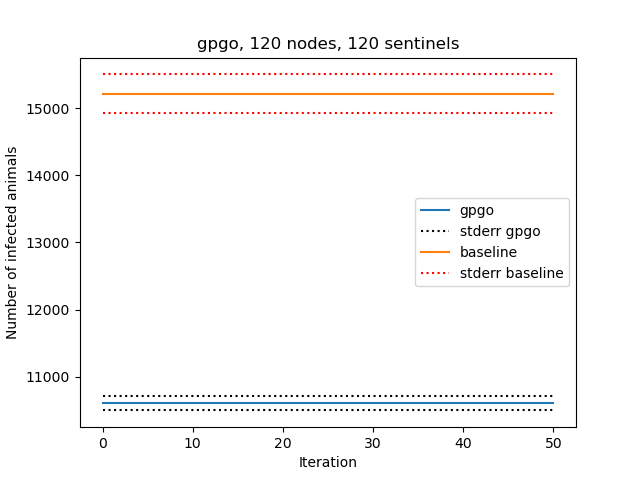 gpgo, 120 nodes, 120 sentinels
15000
14000
13000
12000
11000
Number of infected animals
gpgo
stderr gpgo
baseline
stderr baseline
0 10 20 30 40 50
Iteration